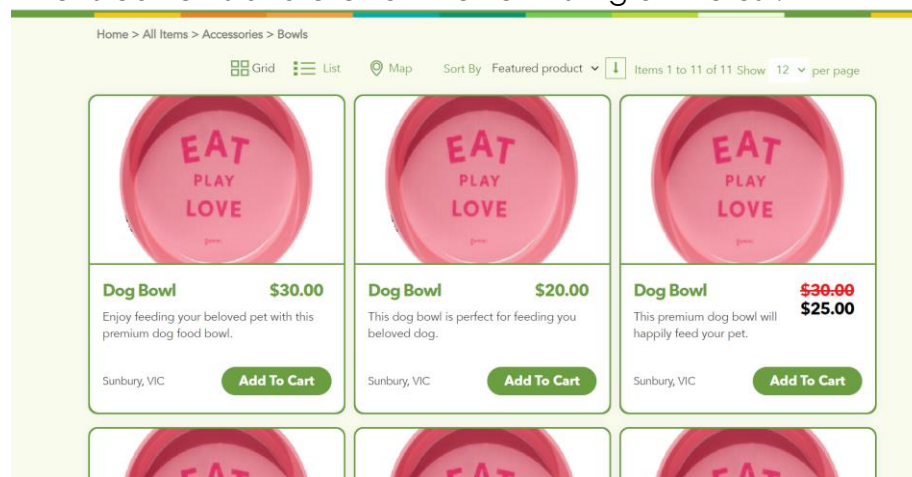 Home > All Items > Accessories > Bowls
Grid List Map Sort By Featured product Items 1 to 11 of 11 Show 12 per page
EAT EAT EAT
PLAY PLAY PLAY
LOVE LOVE LOVE
Dog Bowl $30.00 Dog Bowl $20.00 Dog Bowl $30.00
$25.00
Enjoy feeding your beloved pet with this This dog bowl is perfect for feeding you This premium dog bowl will
premium dog food bowl. beloved dog. happily feed your pet.
Sunbury, VIC Add To Cart Sunbury, VIC Add To Cart Sunbury, VIC Add To Cart